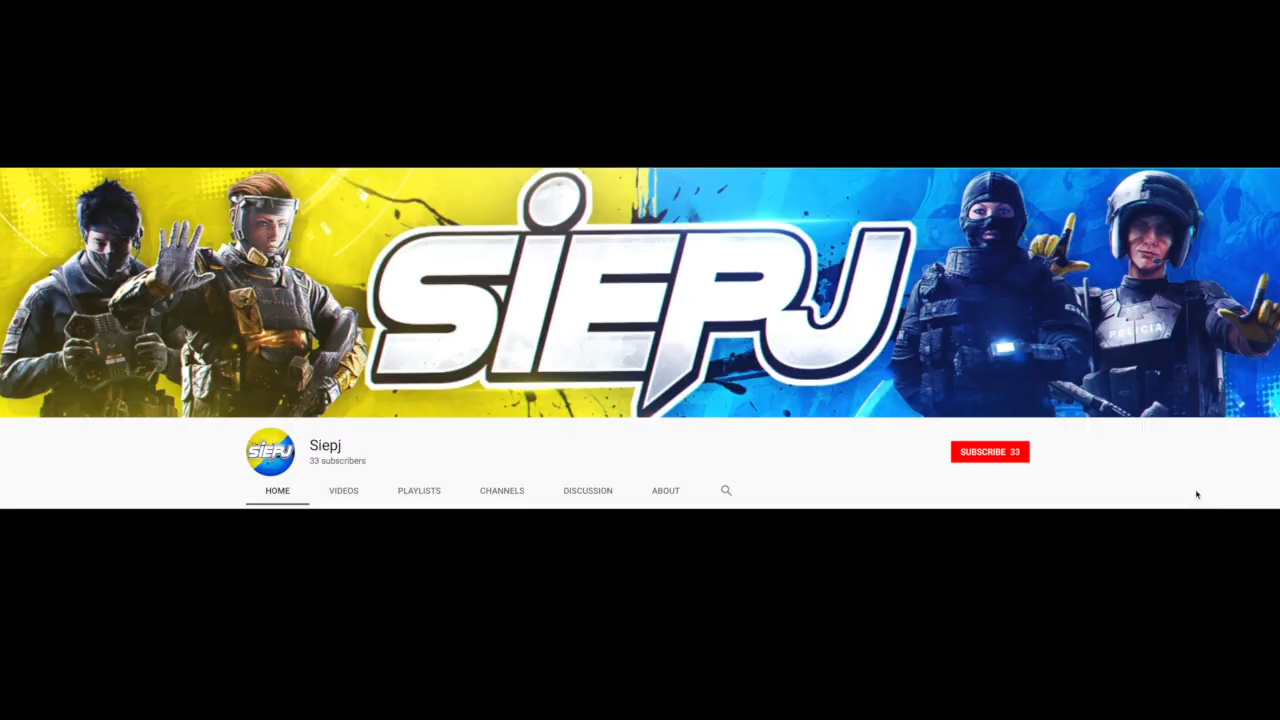 SiEPJ
POLICIA
SiEPJ
Siepj
33 subscribers
SUBSCRIBE 33
HOME VIDEOS PLAYLISTS CHANNELS DISCUSSION ABOUT